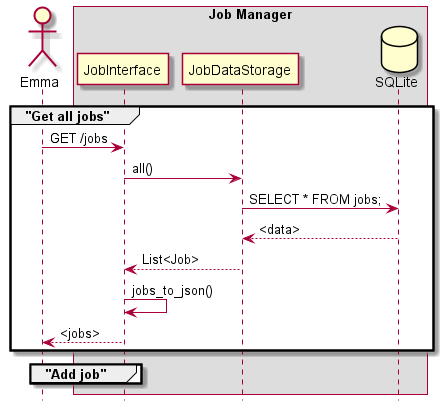 Job Manager
Emma
JobInterface
JobDataStorage
SQLite
"Get all jobs"
GET /jobs
all()
SELECT * FROM jobs;
<data>
List<Job>
jobs_to_json()
<jobs>
"Add job"